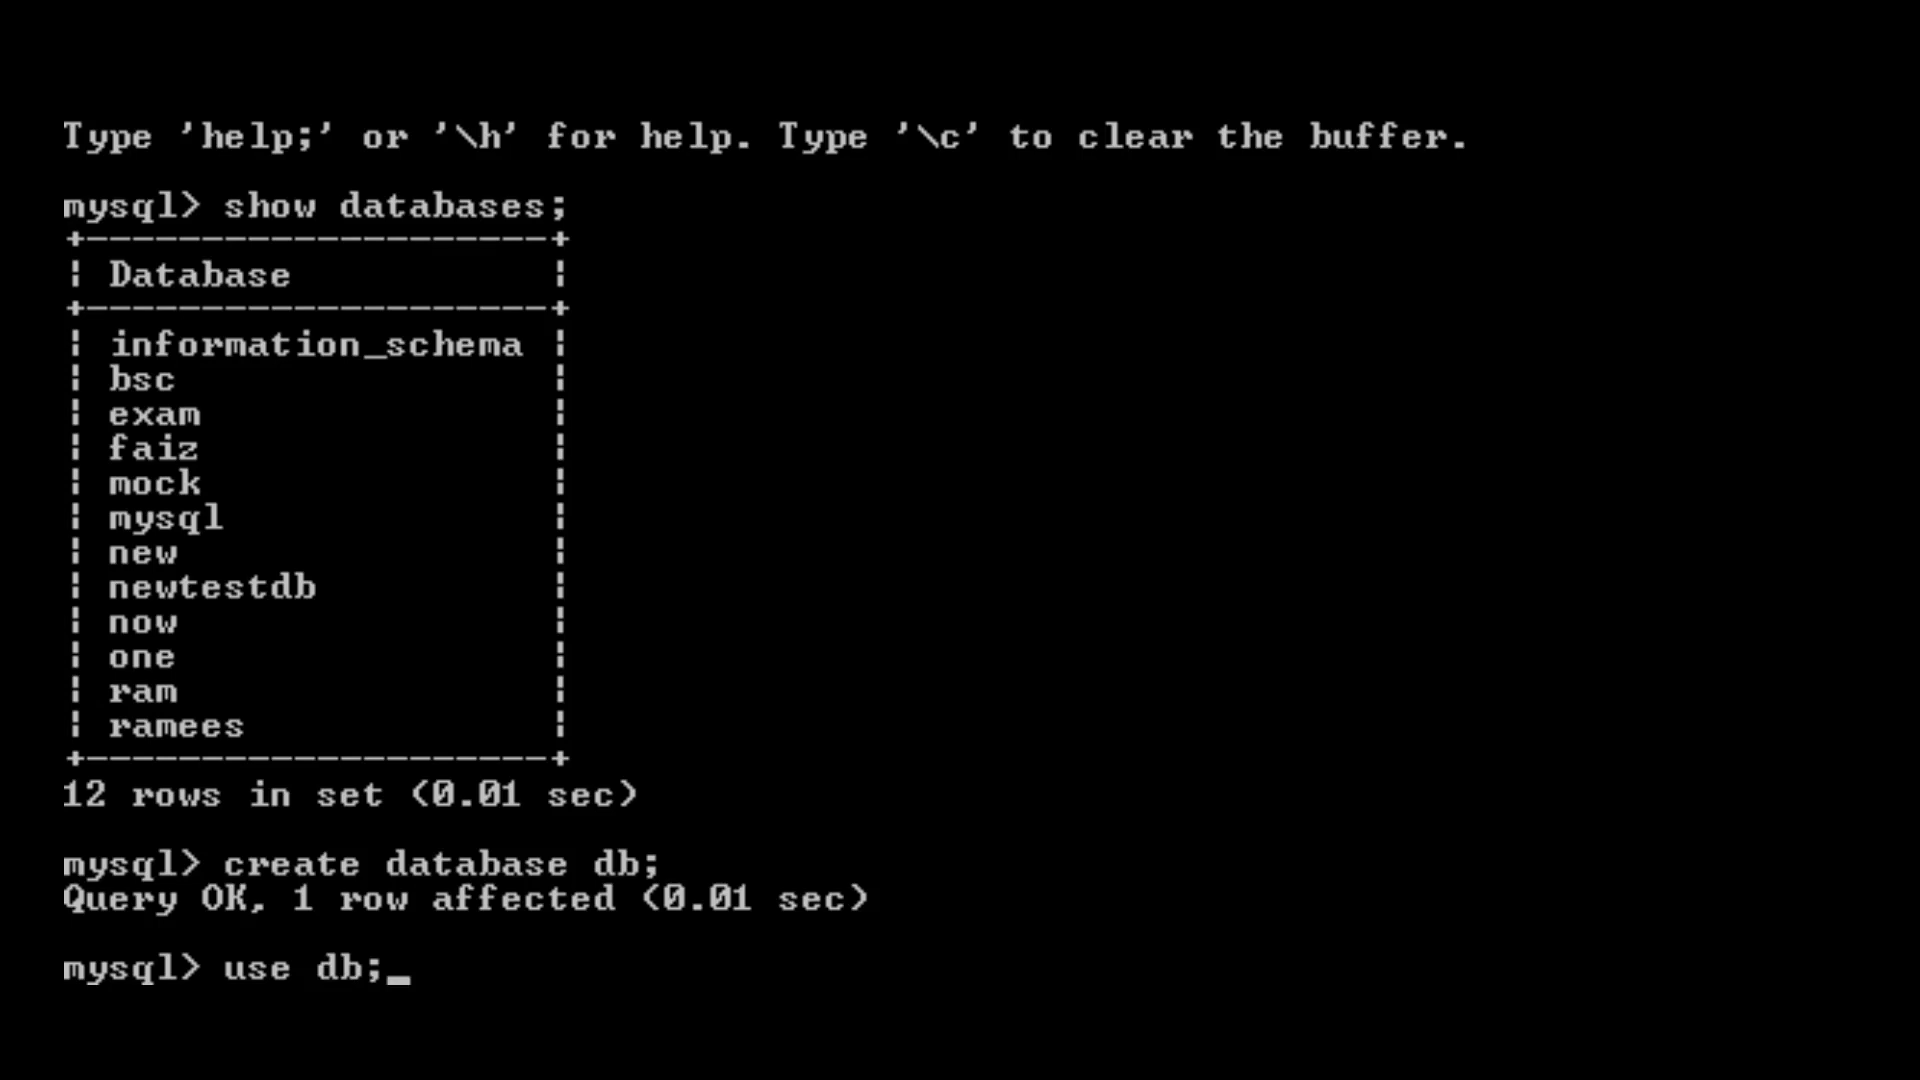 Type 'help;' or '\h' for help. Type '\c' to clear the buffer.
mysql> show databases;
+--------------------+
| Database           |
+--------------------+
| information_schema |
| bsc                |
| exam               |
| faiz               |
| mock               |
| mysql              |
| new                |
| newtestdb          |
| now                |
| one                |
| ram                |
| ramees             |
+--------------------+
12 rows in set (0.01 sec)
mysql> create database db;
Query OK, 1 row affected (0.01 sec)
mysql> use db;_